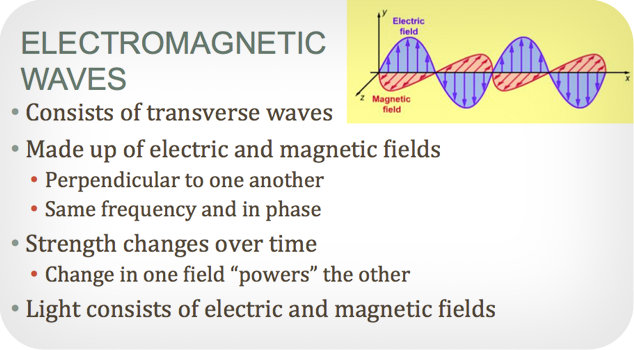 ELECTROMAGNETIC
WAVES
• Consists of transverse waves
• Made up of electric and magnetic fields
• Perpendicular to one another
• Same frequency and in phase
• Strength changes over time
• Change in one field “powers” the other
• Light consists of electric and magnetic fields
y
Electric
field
x
z
Magnetic
field